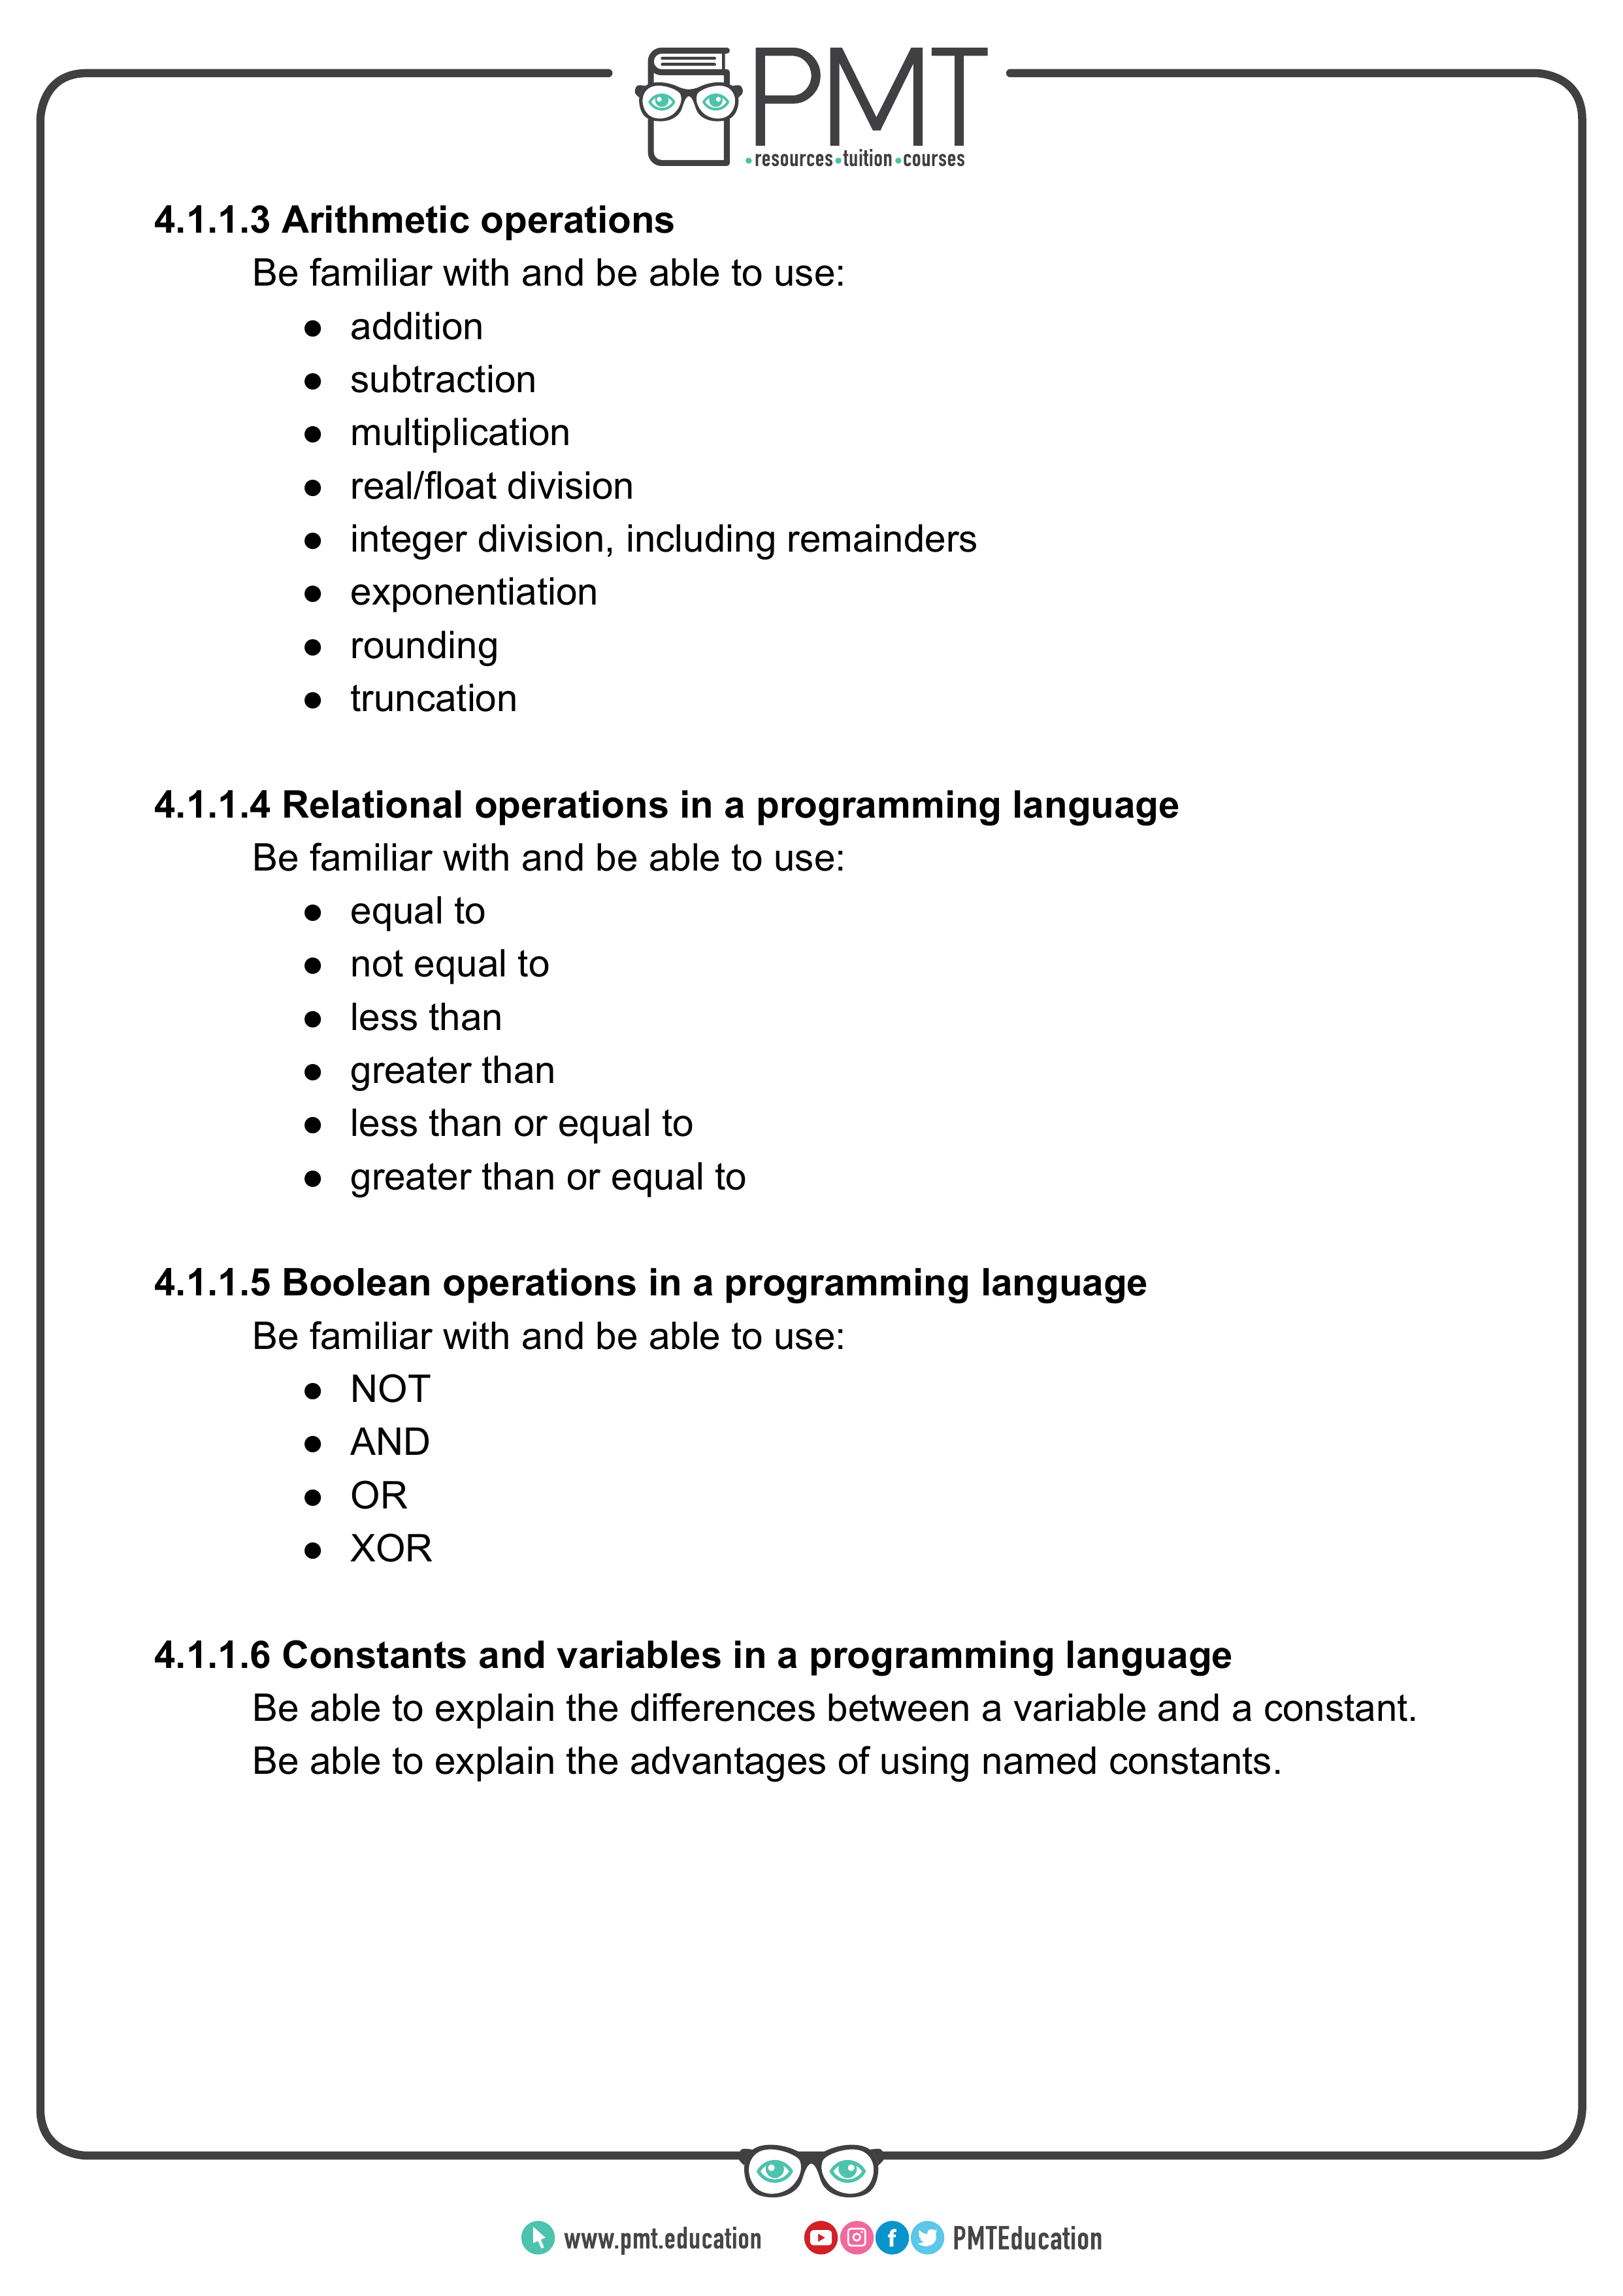 PMT
•resources•tuition•courses
4.1.1.3 Arithmetic operations
Be familiar with and be able to use:
● addition
● subtraction
● multiplication
● real/float division
● integer division, including remainders
● exponentiation
● rounding
● truncation
4.1.1.4 Relational operations in a programming language
Be familiar with and be able to use:
● equal to
● not equal to
● less than
● greater than
● less than or equal to
● greater than or equal to
4.1.1.5 Boolean operations in a programming language
Be familiar with and be able to use:
● NOT
● AND
● OR
● XOR
4.1.1.6 Constants and variables in a programming language
Be able to explain the differences between a variable and a constant.
Be able to explain the advantages of using named constants.
www.pmt.education f PMTEducation